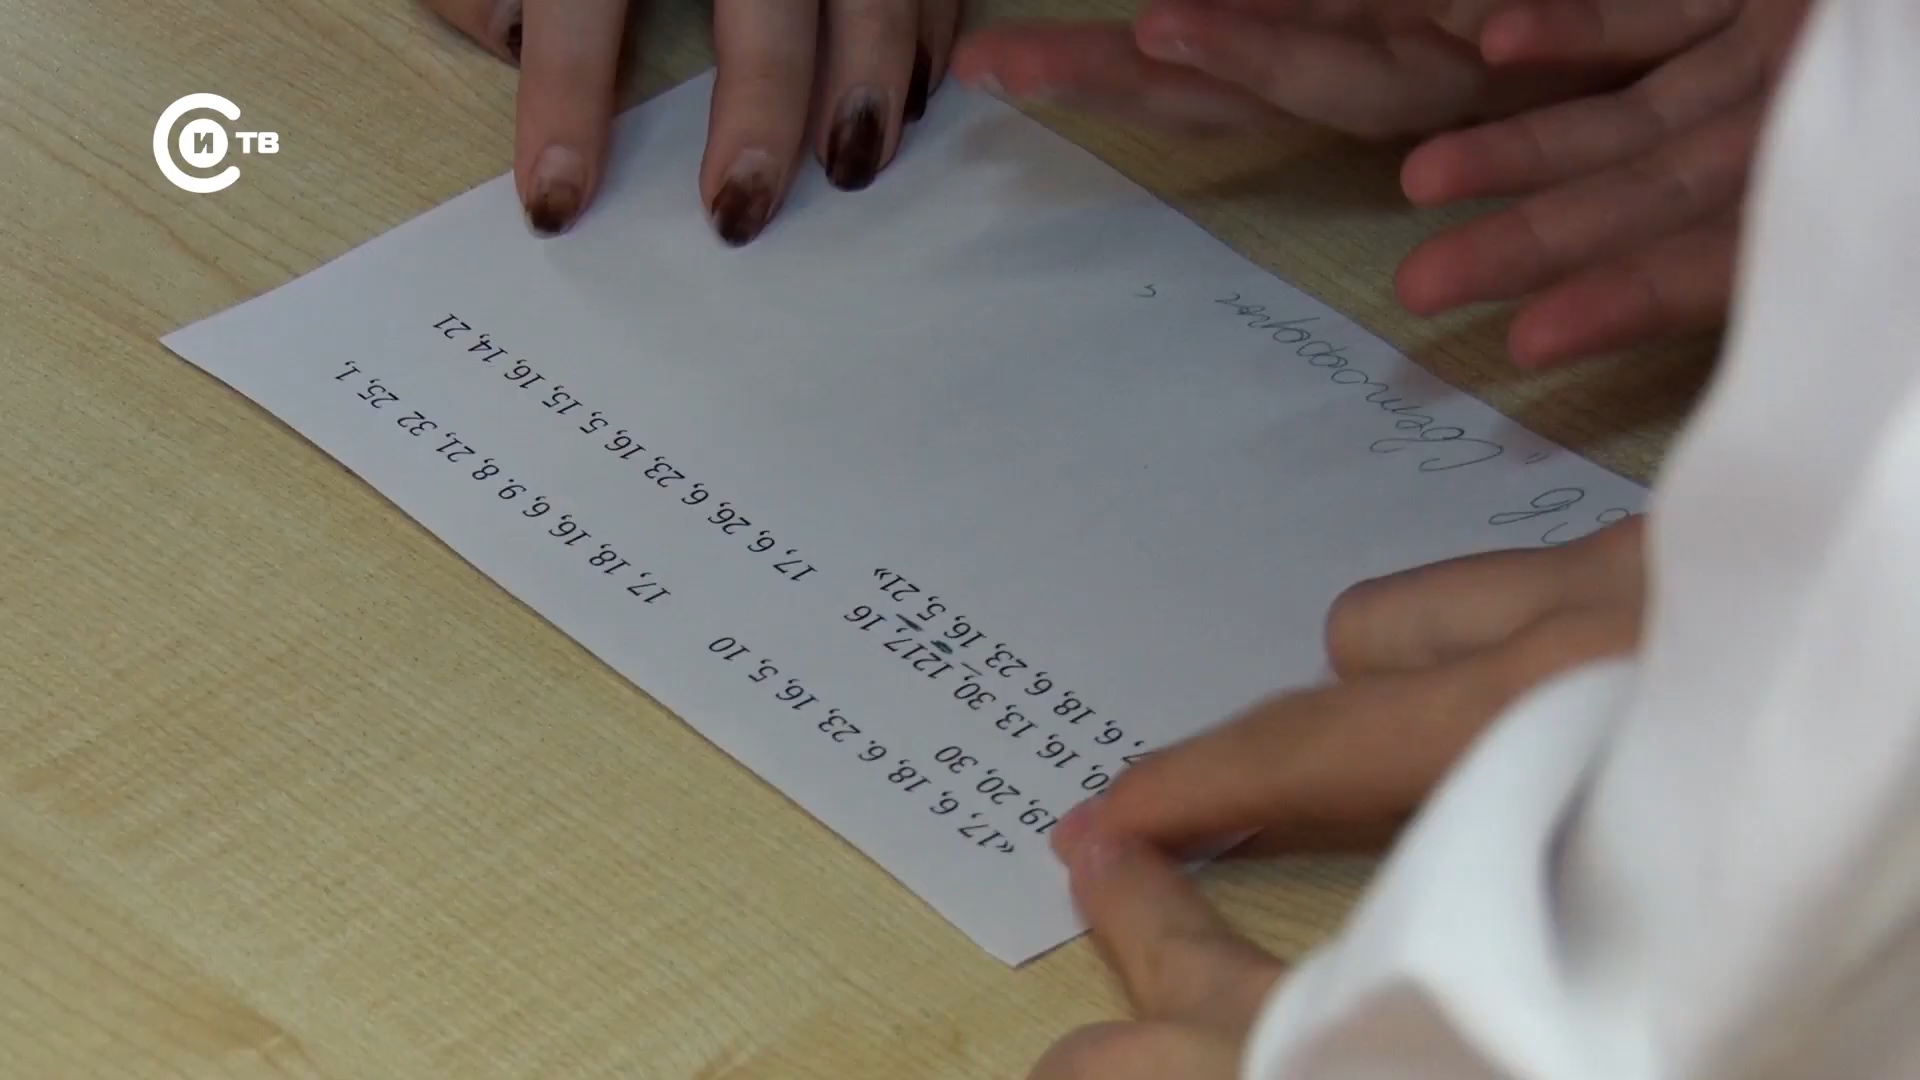 СИТВ
«17, 6, 18, 6, 23, 16, 5, 10 17, 18, 16, 6, 9. 8, 21, 32 25, 1,
19, 20, 30
16, 13, 30, 1217, 16 17, 6, 26, 6, 23, 16, 5, 15, 16, 14, 21
6, 18, 6, 23, 16, 5, 21»